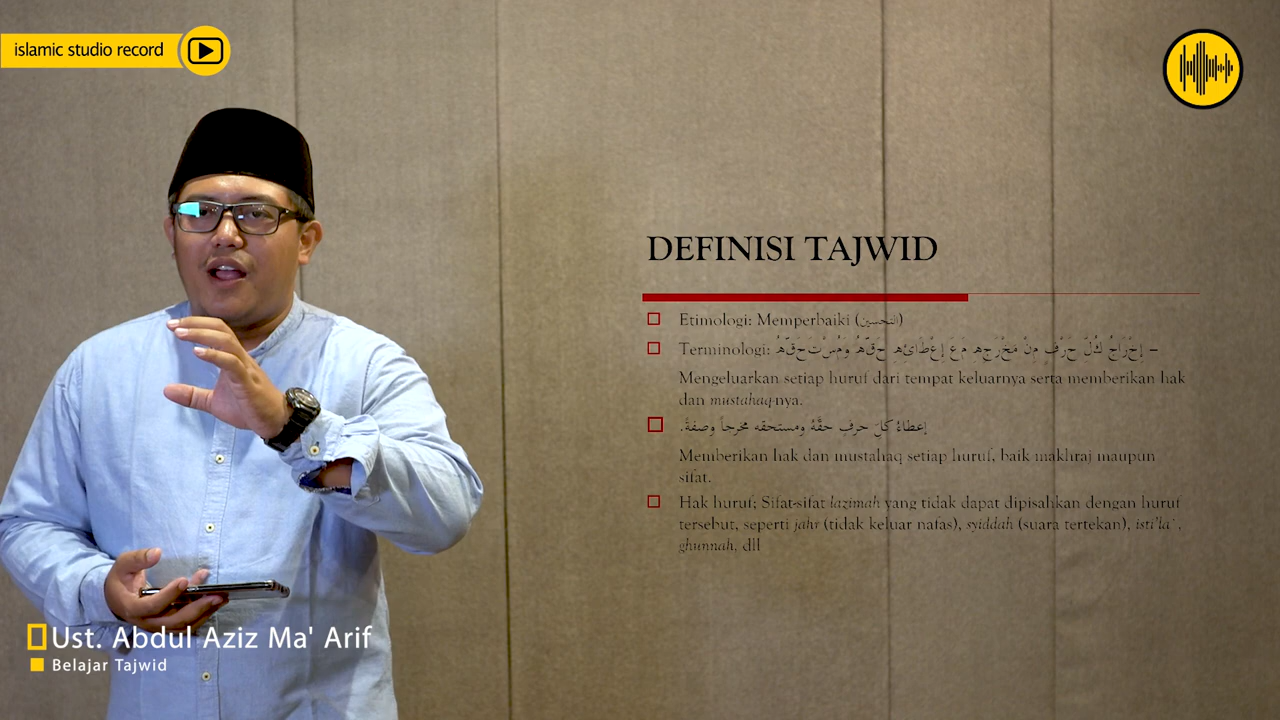 islamic studio record
DEFINISI TAJWID
Etimologi: Memperbaiki (التحسين)
Terminologi: إِخْرَاجُ كُلِّ حَرْفٍ مِنْ مَخْرَجِهِ مَعَ إِعْطَائِهِ حَقَّهُ وَمُسْتَحَقَّهُ –
Mengeluarkan setiap huruf dari tempat keluarnya serta memberikan hak
dan mustahaq-nya.
إعطاءُ كلِّ حرفٍ حقَّهُ ومستحقه مخرجاً وصفةً.
Memberikan hak dan mustahaq setiap huruf, baik makhraj maupun
sifat.
Hak huruf: Sifat-sifat lazimah yang tidak dapat dipisahkan dengan huruf
tersebut, seperti jahr (tidak keluar nafas), syiddah (suara tertekan), isti'la',
ghunnah, dll
Ust. Abdul Aziz Ma' Arif
Belajar Tajwid